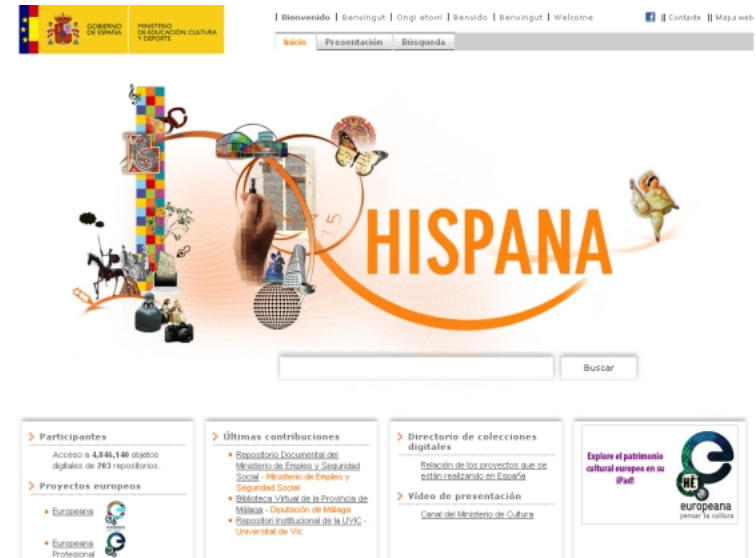 GOBIERNO
DE ESPAÑA
MINISTERIO
DE EDUCACIÓN, CULTURA
Y DEPORTE
| Bienvenido | Benvingut | Ongi etorri | Benvido | Benvingut | Welcome
|| Contacte || Mapa web
Inicio
Presentación
Búsqueda
HISPANA
Buscar
Participantes
Acceso a 4,846,140 objetos
digitales de 203 repositorios.
Proyectos europeos
Europeana
europeana
Europeana
Profesional
Últimas contribuciones
Repositorio Documental del
Ministerio de Empleo y Seguridad
Social - Ministerio de Empleo y
Seguridad Social
Biblioteca Virtual de la Provincia de
Málaga - Diputación de Málaga
Repositori Institucional de la UVIC -
Universitat de Vic
Directorio de colecciones
digitales
Relación de los proyectos que se
están realizando en España
Vídeo de presentación
Canal del Ministerio de Cultura
Explore el patrimonio
cultural europeo en su
iPad!
HÈ
europeana
pensar la cultura